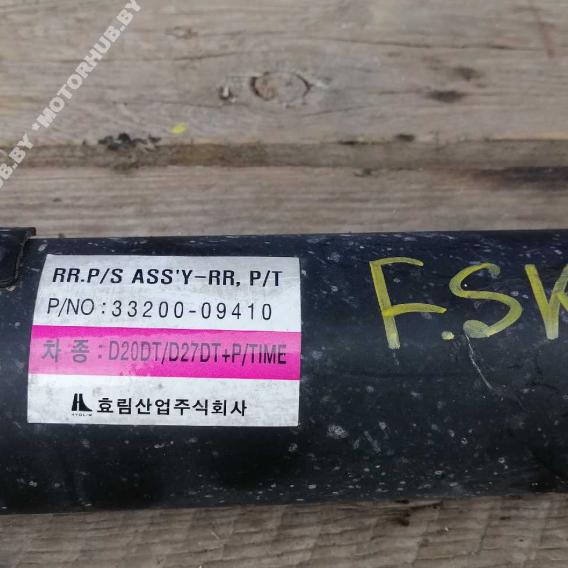 BY *MOTORHUB.BY
RR.P/S ASS'Y-RR, P/T
P/NO : 33200-09410
차 종 : D20DT/D27DT+P/TIME
효림산업주식회사
F.SK